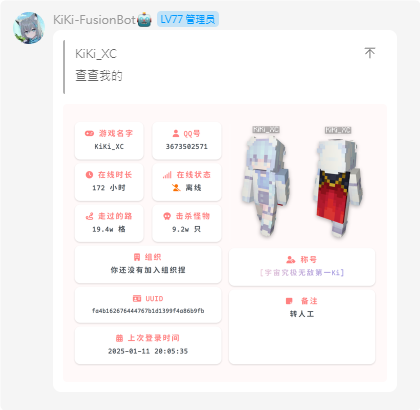 KiKi-FusionBot🤖 LV77 管理员
KiKi_XC
查查我的
游戏名字
KiKi_XC
QQ号
3673502571
KiKi_XC
KiKi_XC
在线时长
172 小时
在线状态
离线
走过的路
19.4w 格
击杀怪物
9.2w 只
组织
你还没有加入组织捏
称号
[宇宙究极无敌第一Ki]
UUID
fa4b162676444767b1d1399f4a86b9fb
备注
转人工
上次登录时间
2025-01-11 20:05:35